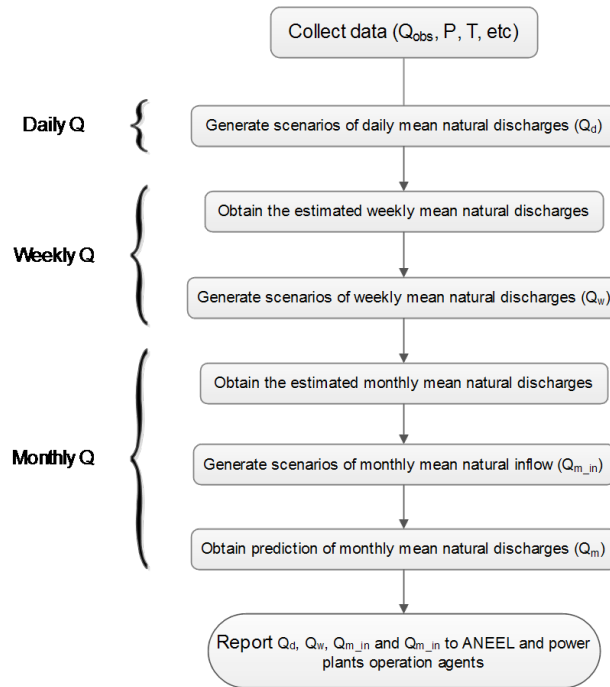 Collect data (Qobs, P, T, etc)
Daily Q
Generate scenarios of daily mean natural discharges (Qd)
Obtain the estimated weekly mean natural discharges
Weekly Q
Generate scenarios of weekly mean natural discharges (Qw)
Obtain the estimated monthly mean natural discharges
Monthly Q
Generate scenarios of monthly mean natural inflow (Qm_in)
Obtain prediction of monthly mean natural discharges (Qm)
Report Qd, Qw, Qm_in and Qm_in to ANEEL and power
plants operation agents